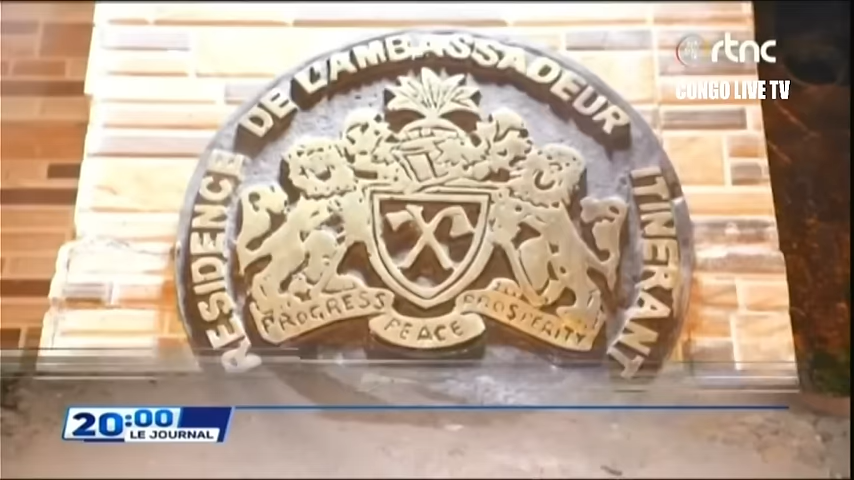 RESIDENCE DE L'AMBASSADEUR ITINERANT
PROGRESS
PEACE
PROSPERITY
rtnc
CONGO LIVE TV
20:00
LE JOURNAL